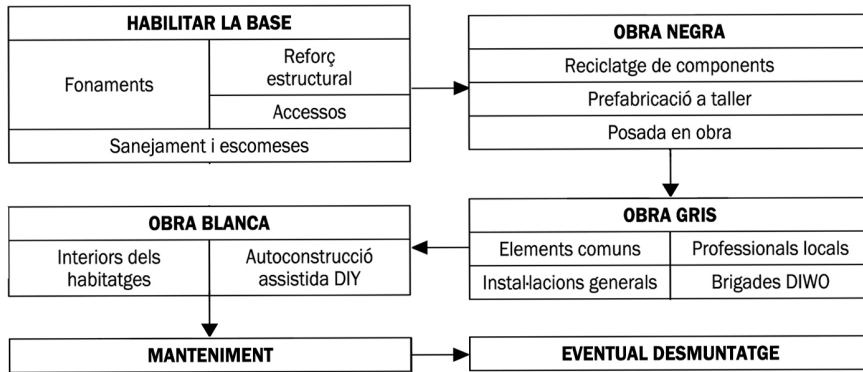 HABILITAR LA BASE
Fonaments
Reforç
estructural
Accessos
Sanejament i escomeses
OBRA NEGRA
Reciclatge de components
Prefabricació a taller
Posada en obra
OBRA GRIS
Elements comuns
Professionals locals
Instal·lacions generals
Brigades DIWO
OBRA BLANCA
Interiors dels
habitatges
Autoconstrucció
assistida DIY
MANTENIMENT
EVENTUAL DESMUNTATGE